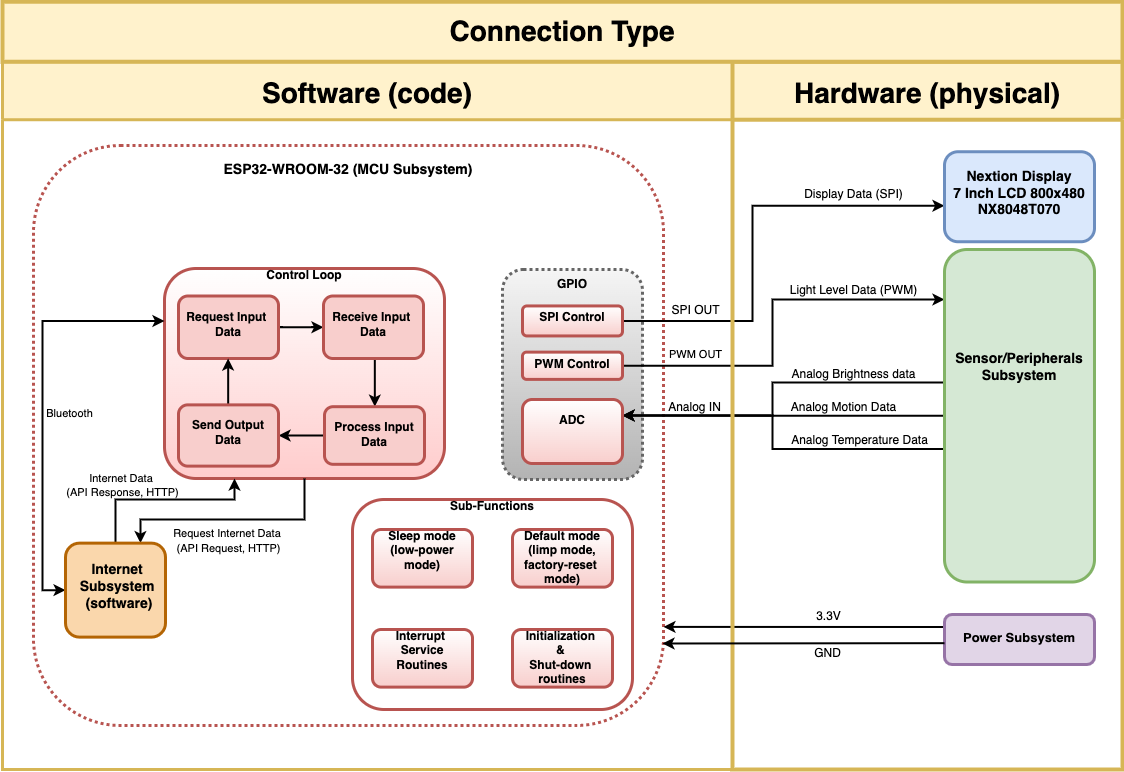 Connection Type
Software (code)
Hardware (physical)
ESP32-WROOM-32 (MCU Subsystem)
Nextion Display
7 Inch LCD 800x480
NX8048T070
Display Data (SPI)
Control Loop
Request Input
Data
Receive Input
Data
Send Output
Data
Process Input
Data
GPIO
SPI Control
PWM Control
ADC
SPI OUT
PWM OUT
Analog IN
Light Level Data (PWM)
Analog Brightness data
Analog Motion Data
Analog Temperature Data
Sensor/Peripherals
Subsystem
Bluetooth
Internet Data
(API Response, HTTP)
Request Internet Data
(API Request, HTTP)
Internet
Subsystem
(software)
Sub-Functions
Sleep mode
(low-power
mode)
Default mode
(limp mode,
factory-reset
mode)
Interrupt
Service
Routines
Initialization
&
Shut-down
routines
3.3V
GND
Power Subsystem